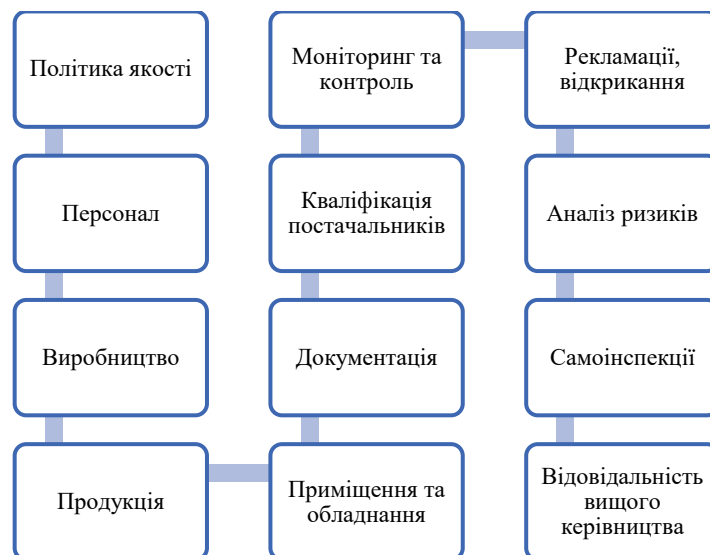 Політика якості
Персонал
Виробництво
Продукція
Приміщення та
обладнання
Документація
Кваліфікація
постачальників
Моніторинг та
контроль
Рекламації,
відкрикання
Аналіз ризиків
Самоінспекції
Відовідальність
вищого
керівництва